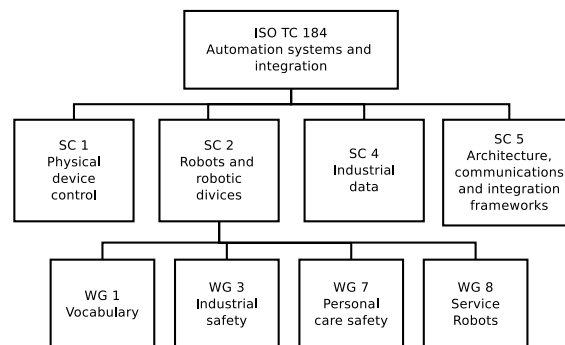 ISO TC 184
Automation systems and
integration
SC 1
Physical
device
control
SC 2
Robots and
robotic
divices
SC 4
Industrial
data
SC 5
Architecture,
communications
and integration
frameworks
WG 1
Vocabulary
WG 3
Industrial
safety
WG 7
Personal
care safety
WG 8
Service
Robots